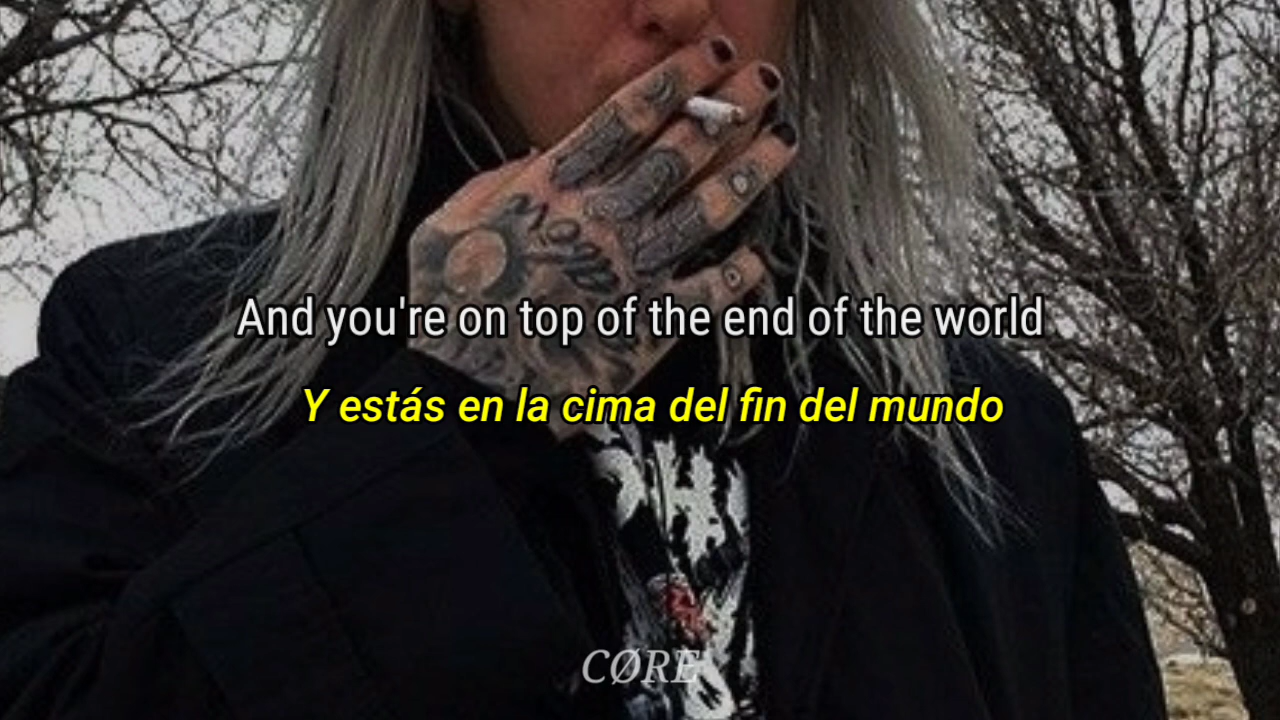 And you're on top of the end of the world
Y estás en la cima del fin del mundo
CØRE